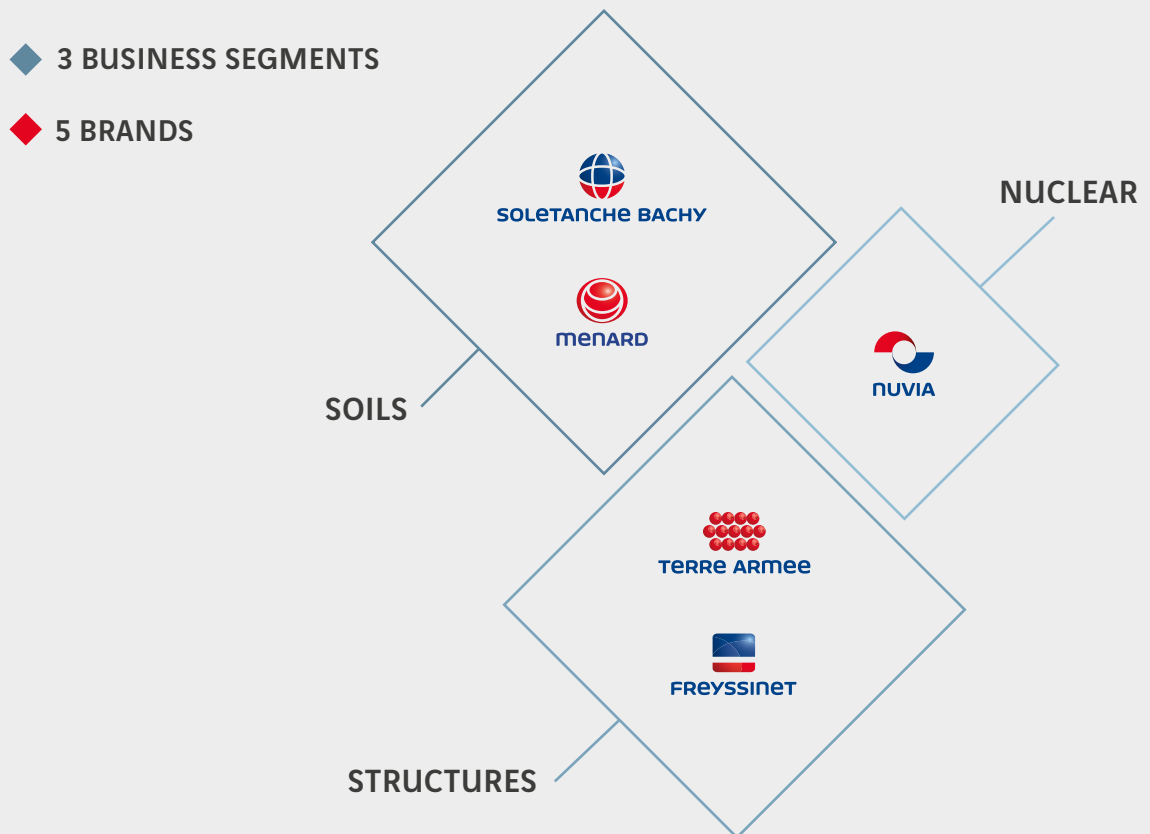 3 BUSINESS SEGMENTS
5 BRANDS
SOLETANCHE BACHY
MENARD
SOILS
NUCLEAR
NUVIA
TERRE ARMEE
FREYSSINET
STRUCTURES